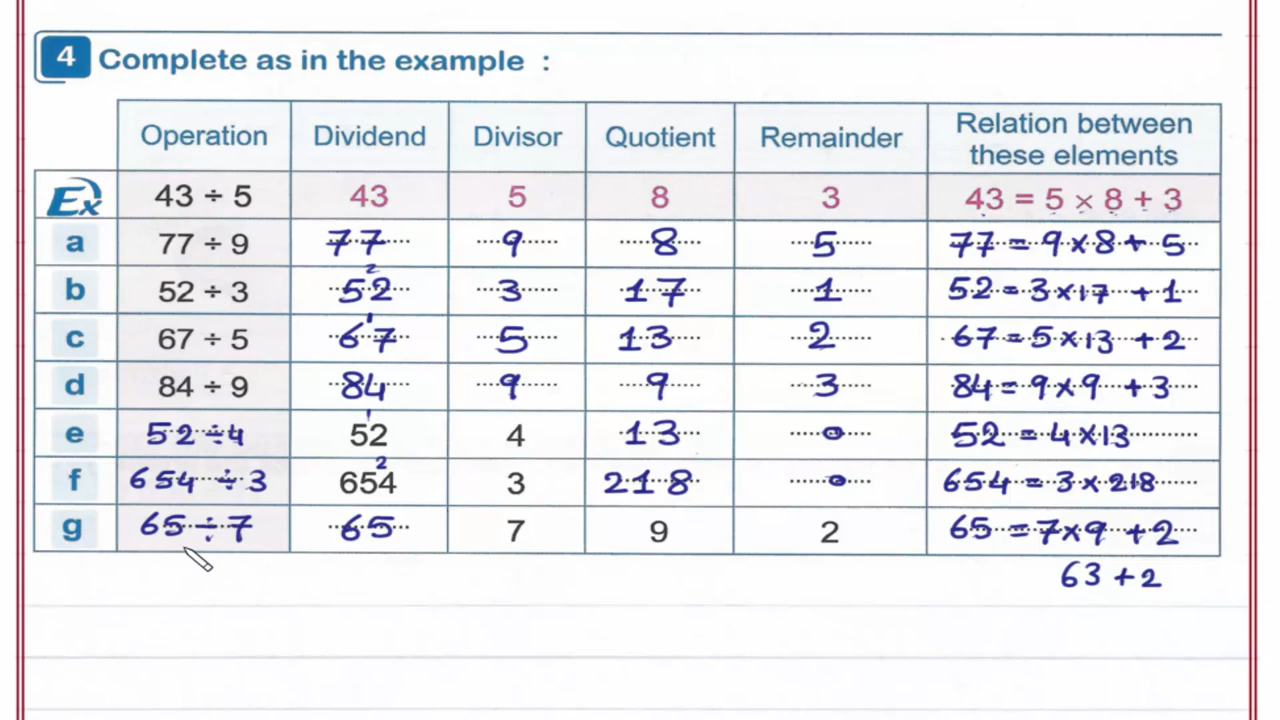 4 Complete as in the example :
Operation Dividend Divisor Quotient Remainder Relation between these elements
Ex 43 ÷ 5 43 5 8 3 43 = 5 × 8 + 3
a 77 ÷ 9 77 9 8 5 77 = 9 × 8 + 5
b 52 ÷ 3 5²2 3 17 1 52 = 3 × 17 + 1
c 67 ÷ 5 6¹7 5 13 2 67 = 5 × 13 + 2
d 84 ÷ 9 84 9 9 3 84 = 9 × 9 + 3
e 52 ÷ 4 5¹2 4 13 0 52 = 4 × 13
f 654 ÷ 3 65²4 3 218 0 654 = 3 × 218
g 65 ÷ 7 65 7 9 2 65 = 7 × 9 + 2
63 + 2